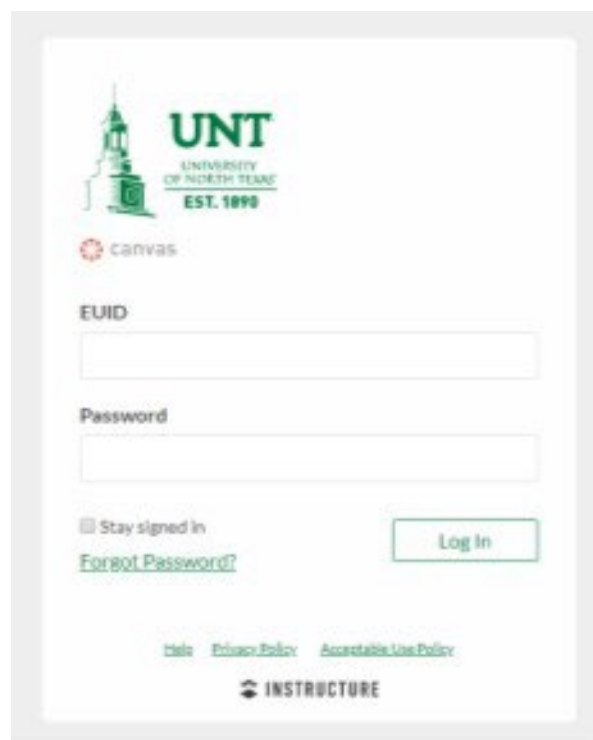 UNT
UNIVERSITY
OF NORTH TEXAS
EST. 1890
canvas
EUID
Password
Stay signed in
Log In
Forgot Password?
Help Privacy Policy Acceptable Use Policy
INSTRUCTURE